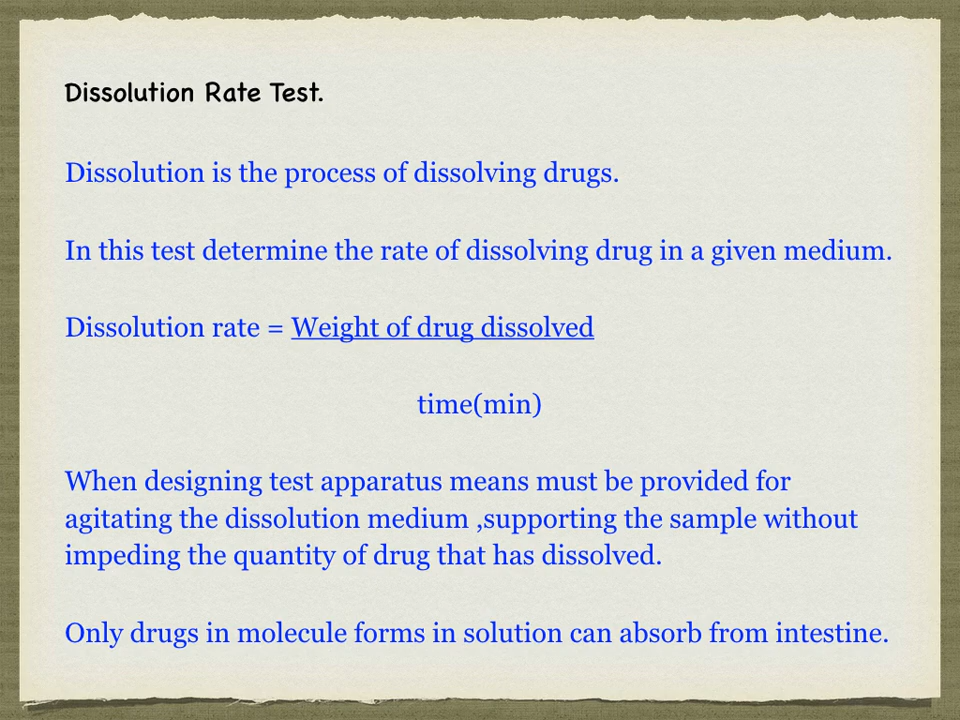 Dissolution Rate Test.
Dissolution is the process of dissolving drugs.
In this test determine the rate of dissolving drug in a given medium.
Dissolution rate = Weight of drug dissolved
time(min)
When designing test apparatus means must be provided for
agitating the dissolution medium ,supporting the sample without
impeding the quantity of drug that has dissolved.
Only drugs in molecule forms in solution can absorb from intestine.